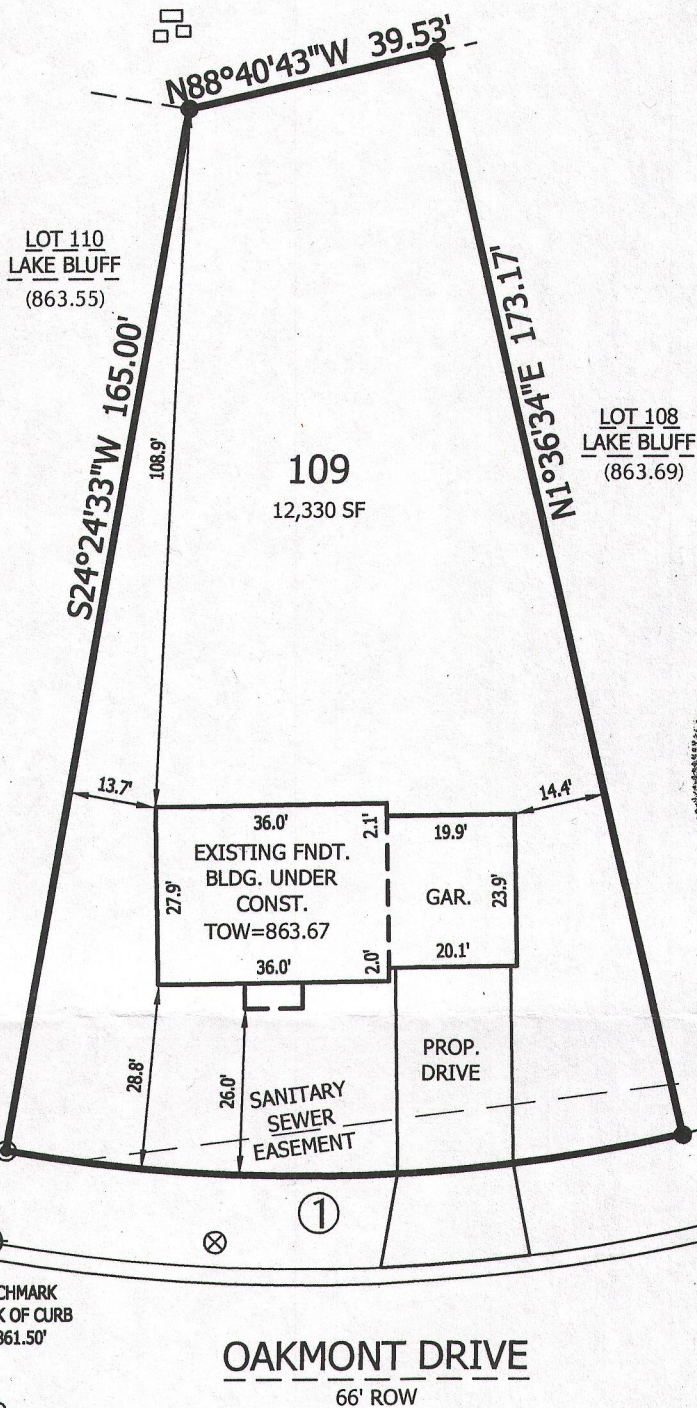 N88°40'43"W 39.53'
LOT 110
LAKE BLUFF
(863.55)
S24°24'33"W 165.00'
108.9'
109
12,330 SF
N1°36'34"E 173.17'
LOT 108
LAKE BLUFF
(863.69)
13.7'
14.4'
36.0'
2.1'
19.9'
EXISTING FNDT.
BLDG. UNDER
CONST.
TOW=863.67
27.9'
GAR.
23.9'
36.0'
2.0'
20.1'
28.8'
26.0'
PROP.
DRIVE
SANITARY
SEWER
EASEMENT
1
CHMARK
K OF CURB
861.50'
OAKMONT DRIVE
66' ROW